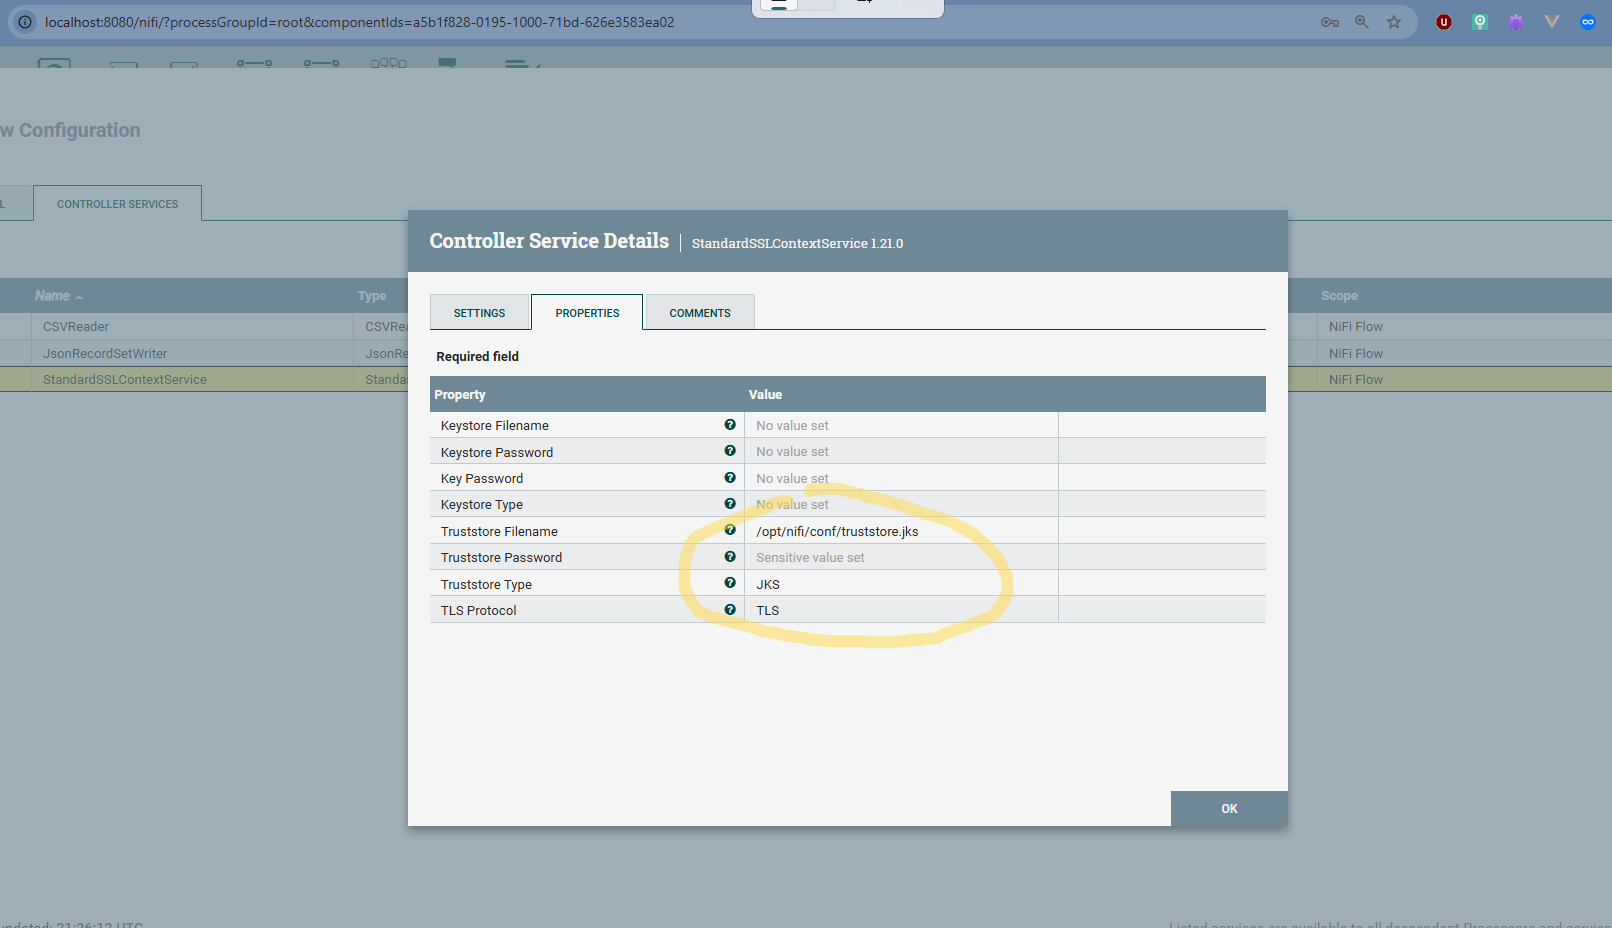 localhost:8080/nifi/?processGroupId=root&componentIds=a5b1f828-0195-1000-71bd-626e3583ea02
w Configuration
L
CONTROLLER SERVICES
Controller Service Details | StandardSSLContextService 1.21.0
SETTINGS PROPERTIES COMMENTS
Required field
Property Value
Keystore Filename No value set
Keystore Password No value set
Key Password No value set
Keystore Type No value set
Truststore Filename /opt/nifi/conf/truststore.jks
Truststore Password Sensitive value set
Truststore Type JKS
TLS Protocol TLS
OK
Name Type Scope
CSVReader CSVRea NiFi Flow
JsonRecordSetWriter JsonRe NiFi Flow
StandardSSLContextService Standa NiFi Flow
updated: 21:26:12 UTC
Listed services are available to all descendant Processors and